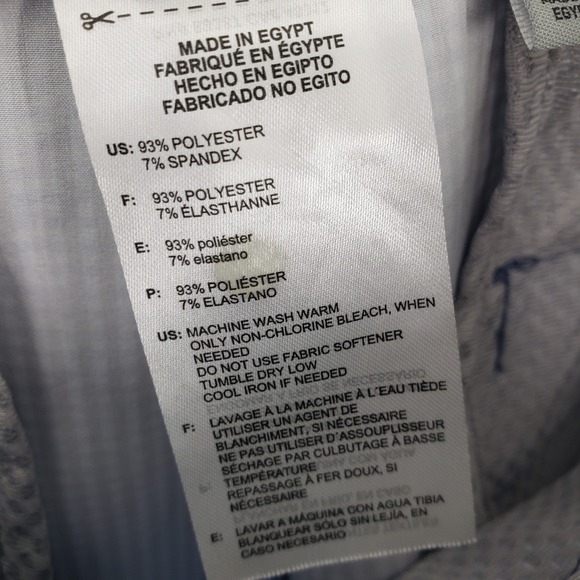 MADE IN EGYPT
FABRIQUÉ EN ÉGYPTE
HECHO EN EGIPTO
FABRICADO NO EGITO
US: 93% POLYESTER
7% SPANDEX
F: 93% POLYESTER
7% ÉLASTHANNE
E: 93% poliéster
7% elastano
P: 93% POLIÉSTER
7% ELASTANO
US: MACHINE WASH WARM
ONLY NON-CHLORINE BLEACH, WHEN
NEEDED
DO NOT USE FABRIC SOFTENER
TUMBLE DRY LOW
COOL IRON IF NEEDED
F: LAVAGE À LA MACHINE À L'EAU TIÈDE
UTILISER UN AGENT DE
BLANCHIMENT, SI NÉCESSAIRE
NE PAS UTILISER D'ASSOUPLISSEUR
SÉCHAGE PAR CULBUTAGE À BASSE
TEMPÉRATURE
REPASSAGE À FER DOUX, SI
NÉCESSAIRE
E: LAVAR A MÁQUINA CON AGUA TIBIA
BLANQUEAR SÓLO SIN LEJÍA, EN
CASO NECESARIO